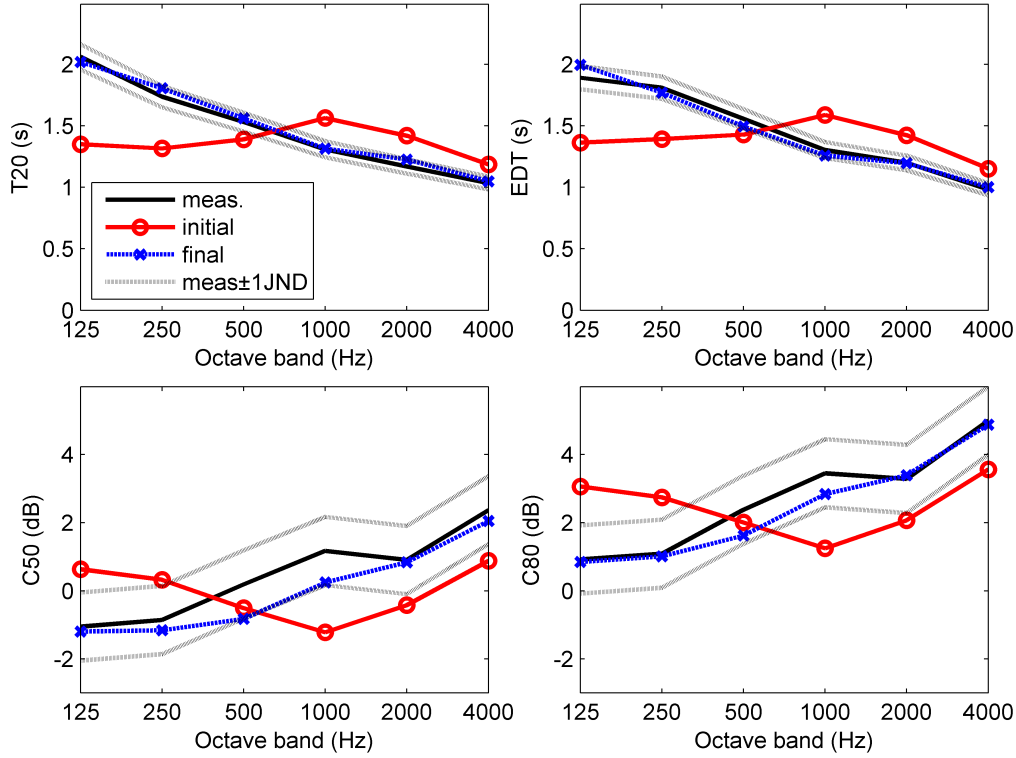 2
1.5
1
0.5
0
T20 (s)
meas.
initial
final
meas±1JND
125 250 500 1000 2000 4000
Octave band (Hz)
2
1.5
1
0.5
0
EDT (s)
125 250 500 1000 2000 4000
Octave band (Hz)
4
2
0
-2
C50 (dB)
125 250 500 1000 2000 4000
Octave band (Hz)
4
2
0
-2
C80 (dB)
125 250 500 1000 2000 4000
Octave band (Hz)